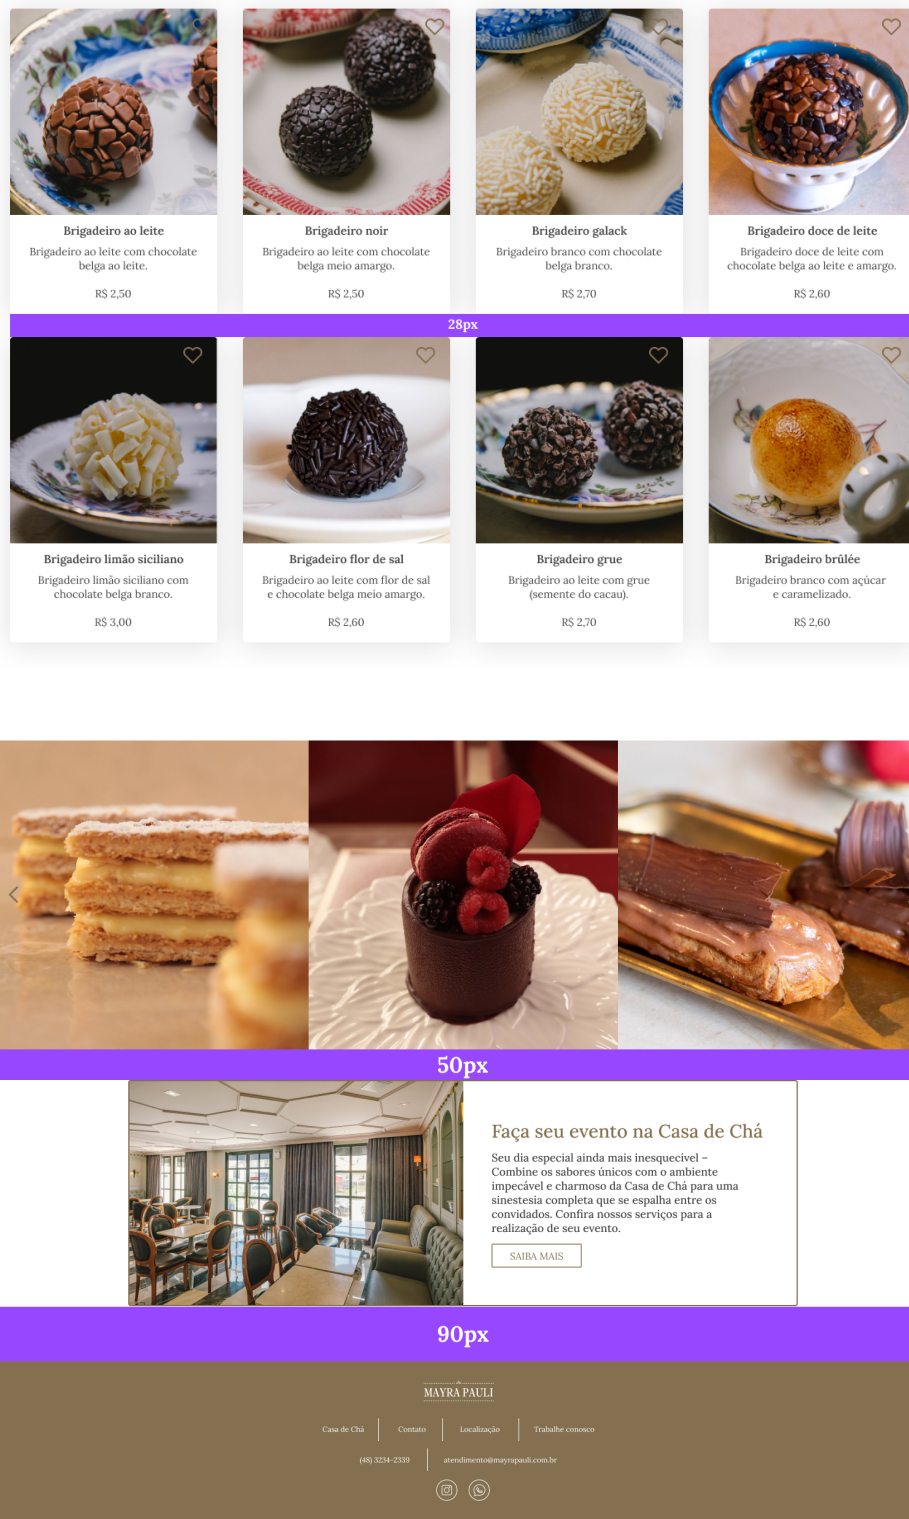 Brigadeiro ao leite
Brigadeiro ao leite com chocolate
belga ao leite.
R$ 2,50
Brigadeiro noir
Brigadeiro ao leite com chocolate
belga meio amargo.
R$ 2,50
Brigadeiro galack
Brigadeiro branco com chocolate
belga branco.
R$ 2,70
Brigadeiro doce de leite
Brigadeiro doce de leite com
chocolate belga ao leite e amargo.
R$ 2,60
28px
Brigadeiro limão siciliano
Brigadeiro limão siciliano com
chocolate belga branco.
R$ 3,00
Brigadeiro flor de sal
Brigadeiro ao leite com flor de sal
e chocolate belga meio amargo.
R$ 2,60
Brigadeiro grue
Brigadeiro ao leite com grue
(semente do cacau).
R$ 2,70
Brigadeiro brûlée
Brigadeiro branco com açúcar
e caramelizado.
R$ 2,60
50px
Faça seu evento na Casa de Chá
Seu dia especial ainda mais inesquecível –
Combine os sabores únicos com o ambiente
impecável e charmoso da Casa de Chá para uma
sinestesia completa que se espalha entre os
convidados. Confira nossos serviços para a
realização de seu evento.
SAIBA MAIS
90px
MAYRA PAULI
Casa de Chá
Contato
Localização
Trabalhe conosco
(48) 3234-2339
atendimento@mayrapauli.com.br